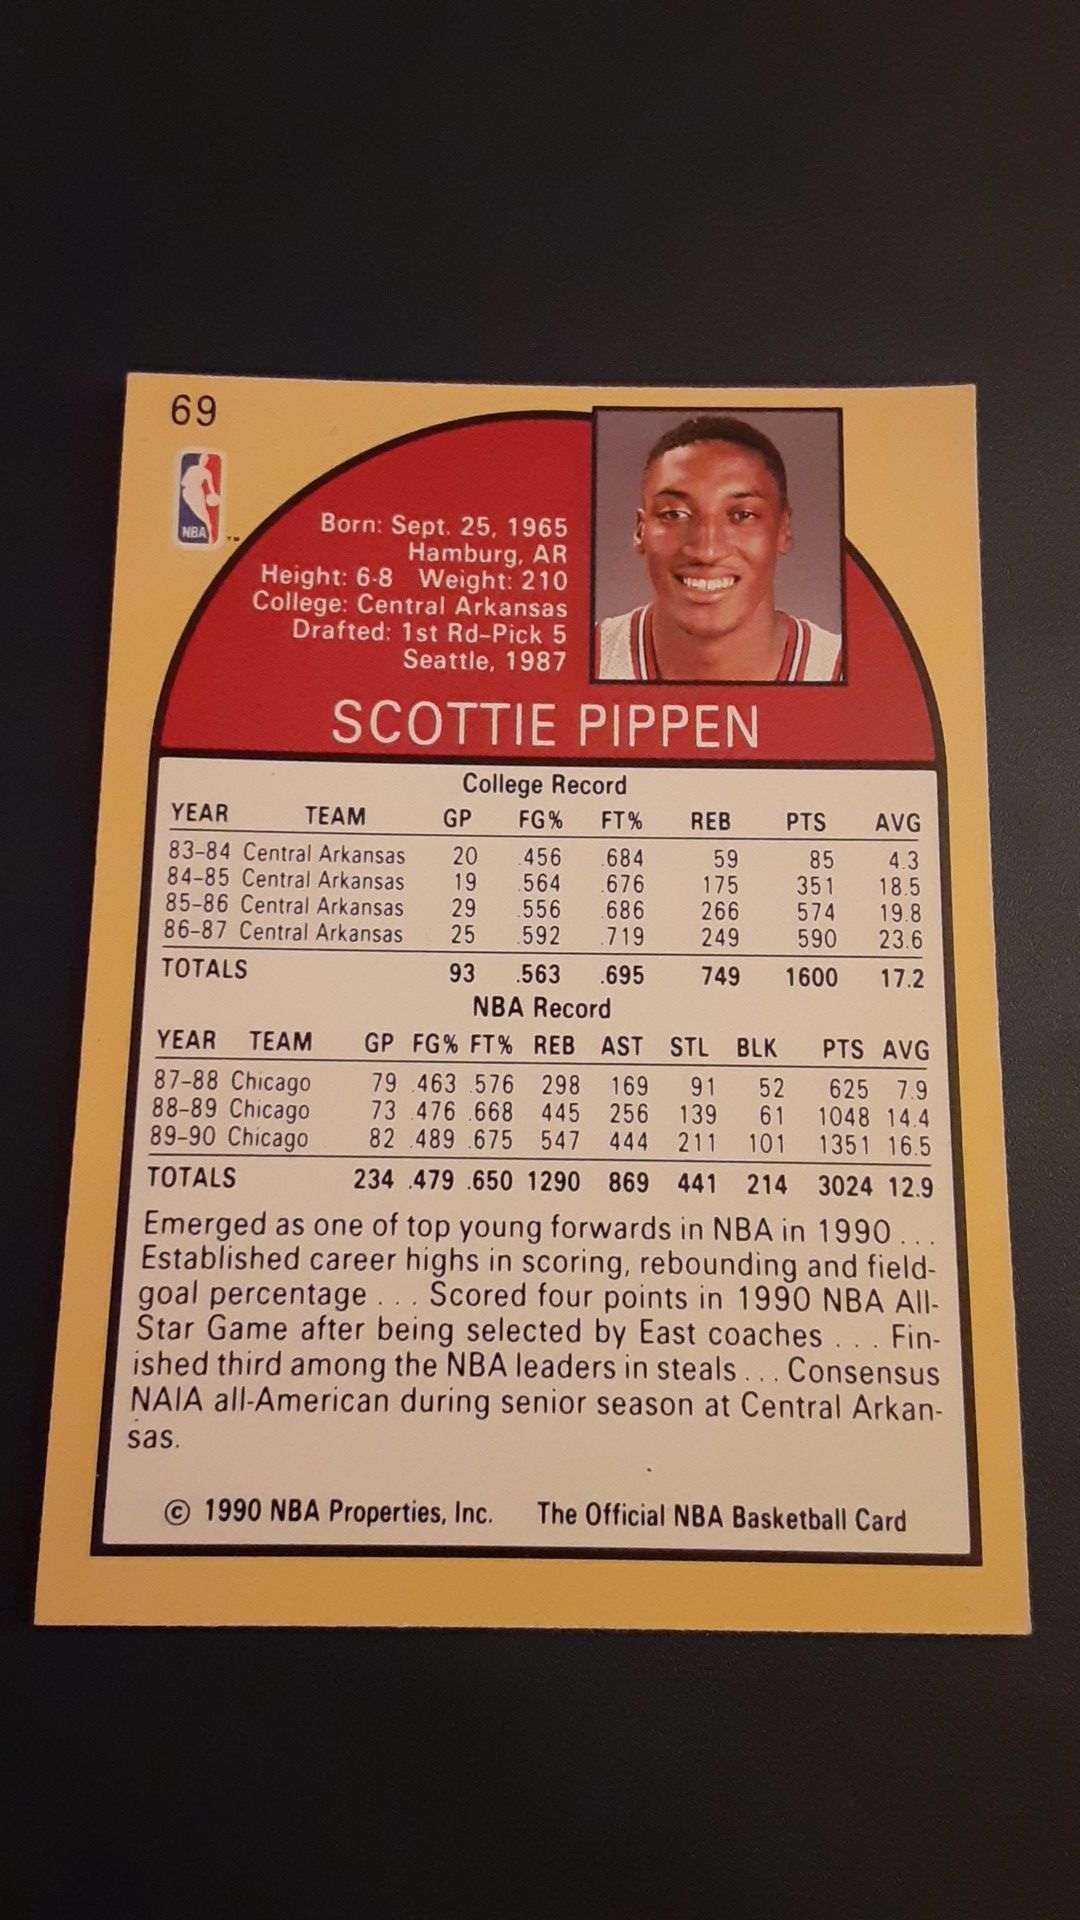 69
NBA
TM
Born: Sept. 25, 1965
Hamburg, AR
Height: 6-8 Weight: 210
College: Central Arkansas
Drafted: 1st Rd–Pick 5
Seattle, 1987
SCOTTIE PIPPEN
College Record
YEAR TEAM GP FG% FT% REB PTS AVG
83–84 Central Arkansas 20 .456 .684 59 85 4.3
84–85 Central Arkansas 19 .564 .676 175 351 18.5
85–86 Central Arkansas 29 .556 .686 266 574 19.8
86–87 Central Arkansas 25 .592 .719 249 590 23.6
TOTALS 93 .563 .695 749 1600 17.2
NBA Record
YEAR TEAM GP FG% FT% REB AST STL BLK PTS AVG
87–88 Chicago 79 .463 .576 298 169 91 52 625 7.9
88–89 Chicago 73 .476 .668 445 256 139 61 1048 14.4
89–90 Chicago 82 .489 .675 547 444 211 101 1351 16.5
TOTALS 234 .479 .650 1290 869 441 214 3024 12.9
Emerged as one of top young forwards in NBA in 1990 . . .
Established career highs in scoring, rebounding and field-
goal percentage . . . Scored four points in 1990 NBA All-
Star Game after being selected by East coaches . . . Fin-
ished third among the NBA leaders in steals . . . Consensus
NAIA all-American during senior season at Central Arkan-
sas.
© 1990 NBA Properties, Inc. The Official NBA Basketball Card